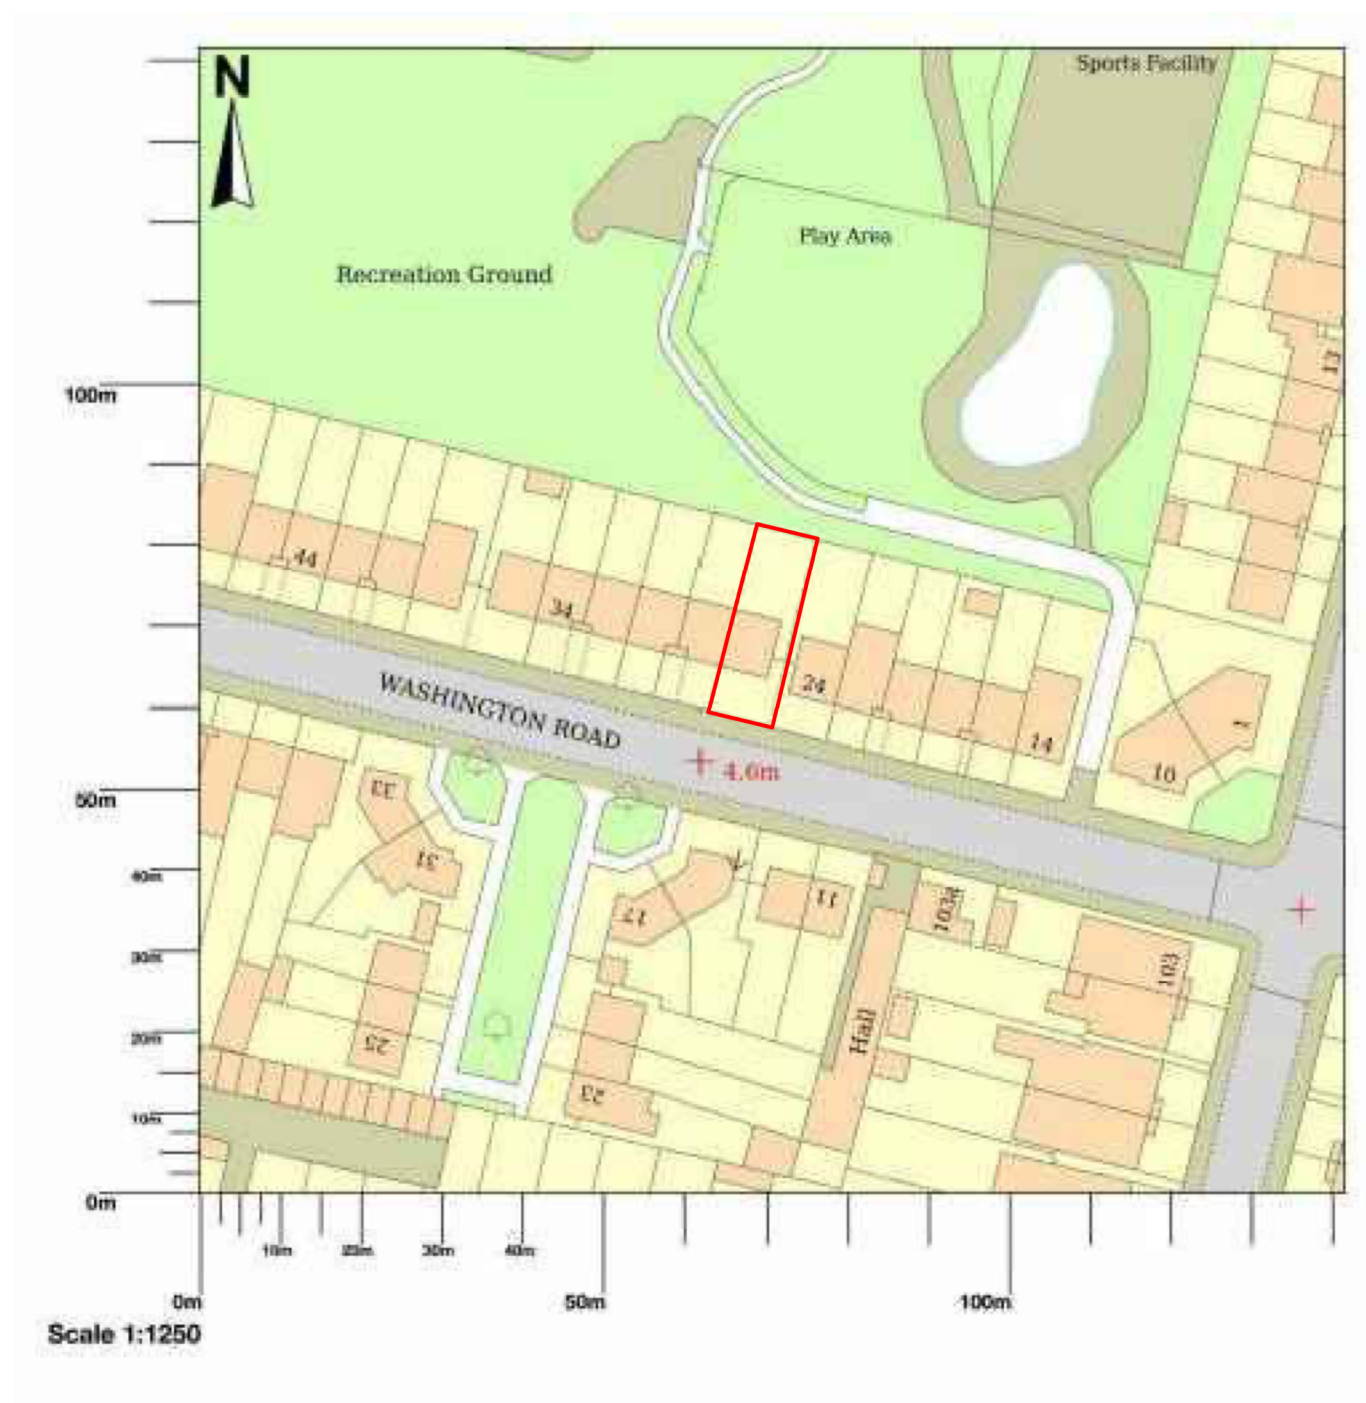 N
Sports Facility
Play Area
Recreation Ground
13
100m
44
34
24
WASHINGTON ROAD
14
1
10
4.6m
50m
33
31
40m
11
17
103a
30m
103
20m
25
Hall
23
10m
0m
10m
20m
30m
40m
0m
50m
100m
Scale 1:1250